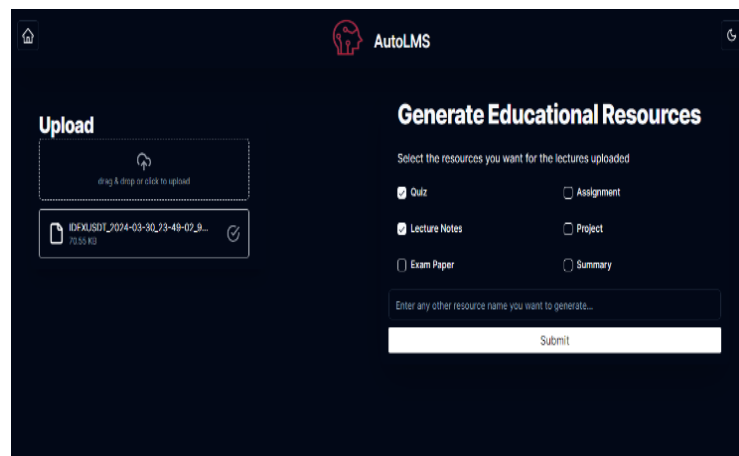 AutoLMS
Upload
drag & drop or click to upload
IDEXUSDT_2024-03-30_23-49-02_9...
70.55 KB
Generate Educational Resources
Select the resources you want for the lectures uploaded
Quiz
Assignment
Lecture Notes
Project
Exam Paper
Summary
Enter any other resource name you want to generate...
Submit